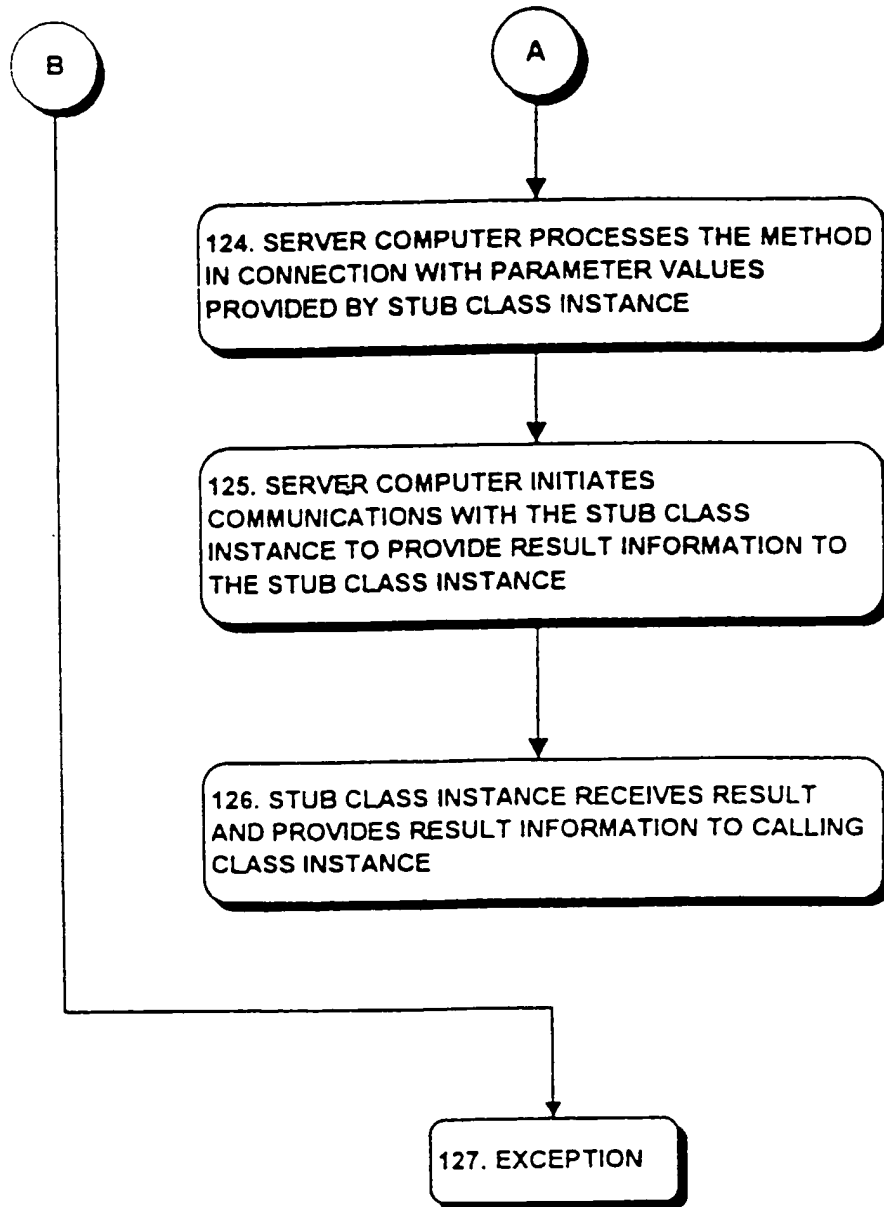 B
A
124. SERVER COMPUTER PROCESSES THE METHOD
IN CONNECTION WITH PARAMETER VALUES
PROVIDED BY STUB CLASS INSTANCE
125. SERVER COMPUTER INITIATES
COMMUNICATIONS WITH THE STUB CLASS
INSTANCE TO PROVIDE RESULT INFORMATION TO
THE STUB CLASS INSTANCE
126. STUB CLASS INSTANCE RECEIVES RESULT
AND PROVIDES RESULT INFORMATION TO CALLING
CLASS INSTANCE
127. EXCEPTION